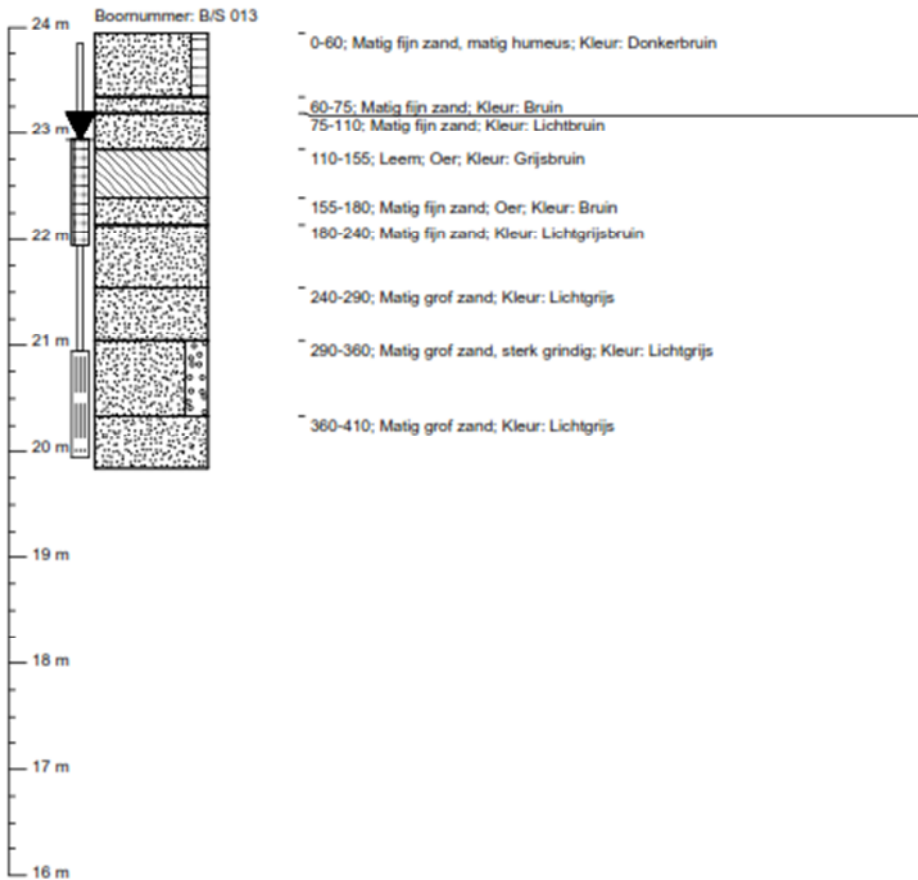 Boornummer: B/S 013
24 m
0-60; Matig fijn zand, matig humeus; Kleur: Donkerbruin
60-75; Matig fijn zand; Kleur: Bruin
23 m
75-110; Matig fijn zand; Kleur: Lichtbruin
110-155; Leem; Oer; Kleur: Grijsbruin
155-180; Matig fijn zand; Oer; Kleur: Bruin
22 m
180-240; Matig fijn zand; Kleur: Lichtgrijsbruin
240-290; Matig grof zand; Kleur: Lichtgrijs
21 m
290-360; Matig grof zand, sterk grindig; Kleur: Lichtgrijs
360-410; Matig grof zand; Kleur: Lichtgrijs
20 m
19 m
18 m
17 m
16 m